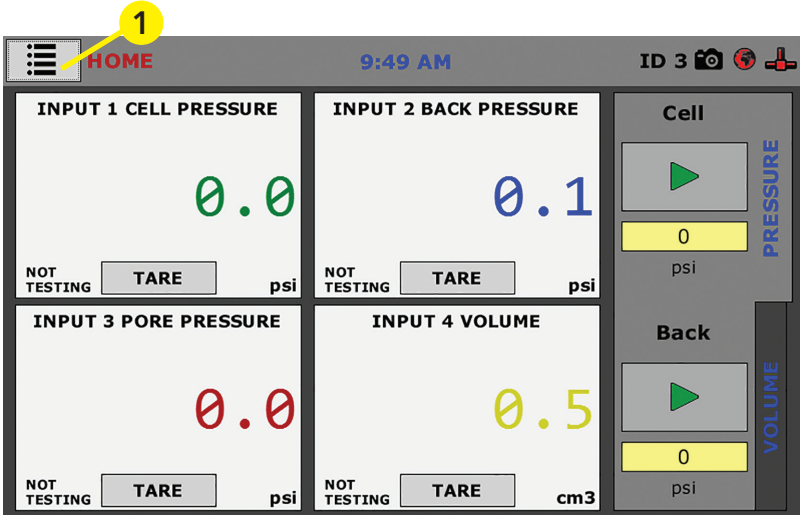 1
HOME
9:49 AM
ID 3
INPUT 1 CELL PRESSURE
0.0
NOT
TESTING
TARE
psi
INPUT 2 BACK PRESSURE
0.1
NOT
TESTING
TARE
psi
INPUT 3 PORE PRESSURE
0.0
NOT
TESTING
TARE
psi
INPUT 4 VOLUME
0.5
NOT
TESTING
TARE
cm3
Cell
0
psi
PRESSURE
Back
0
psi
VOLUME